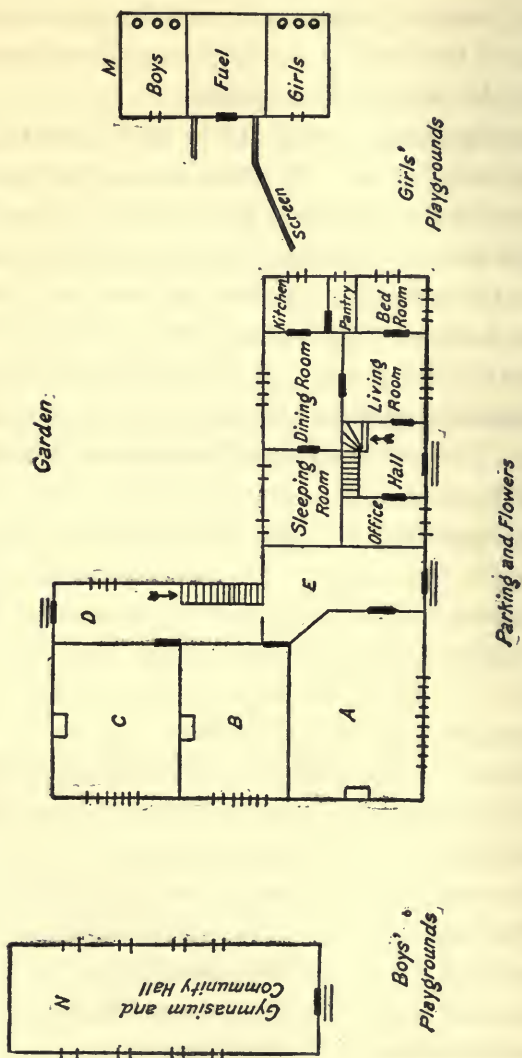 M
Boys
Fuel
Girls
screen
Girls'
Playgrounds
Garden
Kitchen
Pantry
Bed
Room
Dining Room
Living
Room
Sleeping
Room
Hall
Office
D
E
C
B
A
Parking and Flowers
N
Gymnasium and
Community Hall
Boys'
Playgrounds